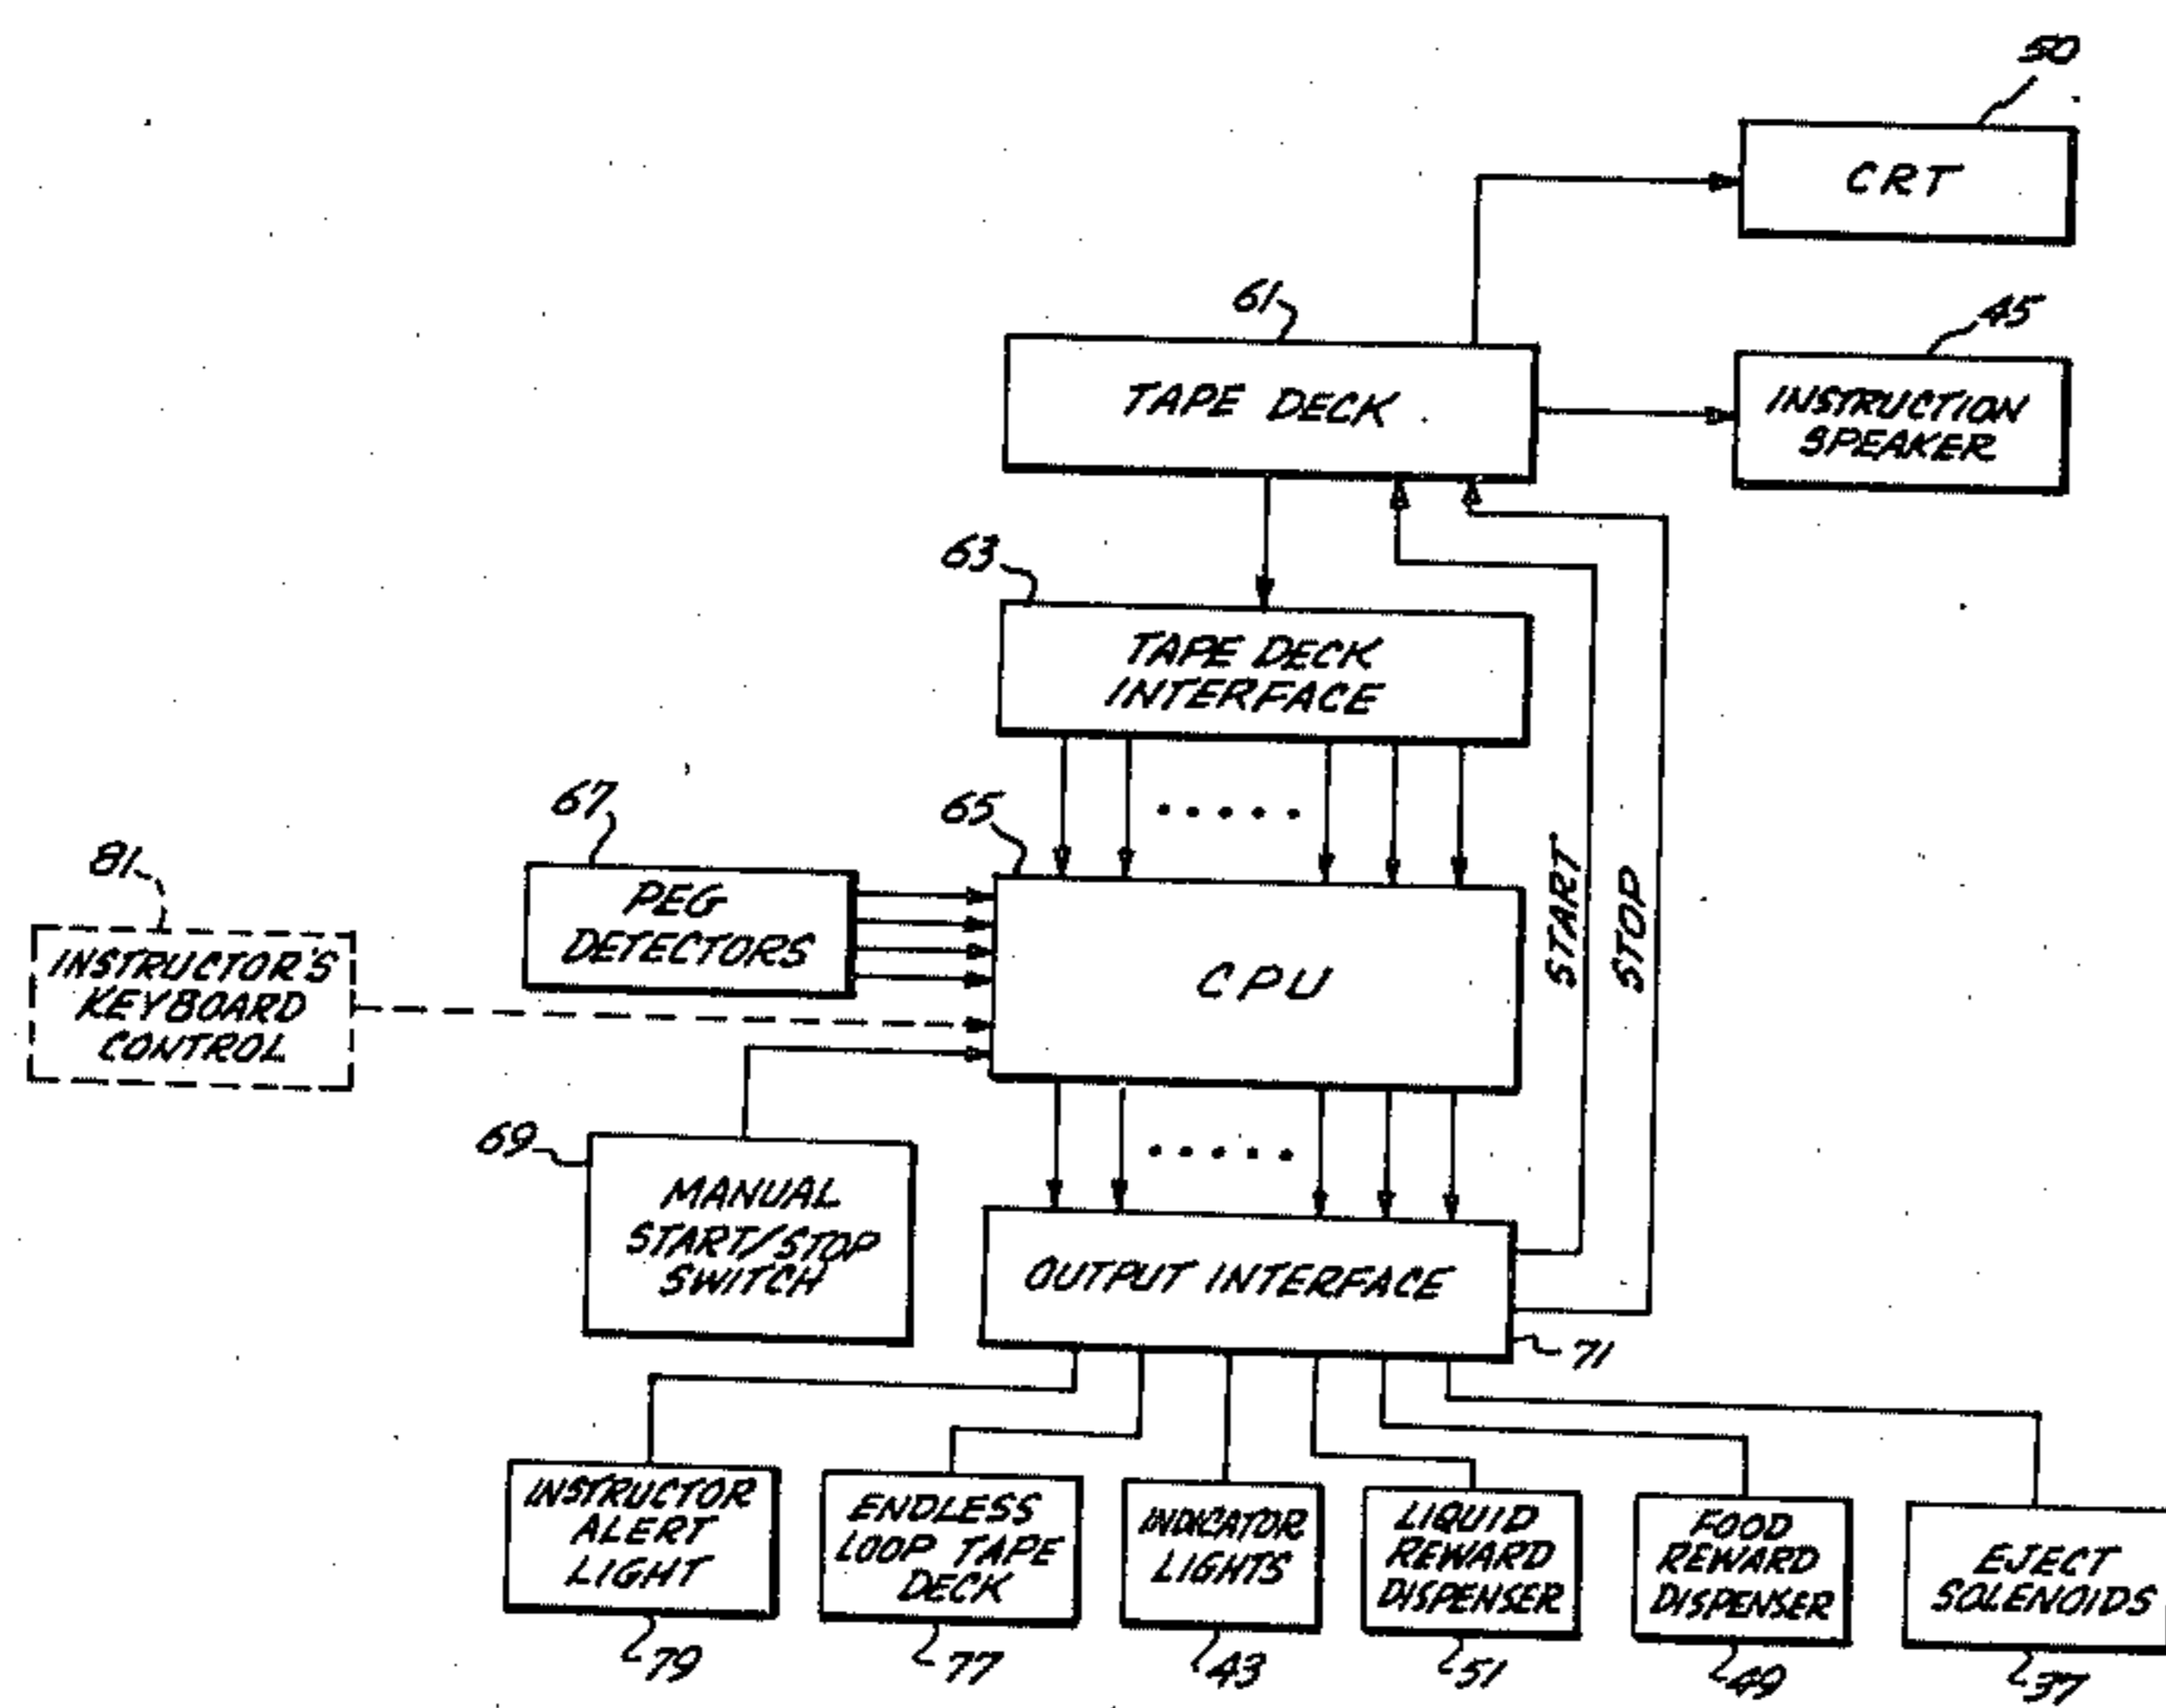 50
CRT
61
45
TAPE DECK
INSTRUCTION
SPEAKER
63
TAPE DECK
INTERFACE
67
65
81
PEG
DETECTORS
START
STOP
INSTRUCTOR'S
KEYBOARD
CONTROL
CPU
69
MANUAL
START/STOP
SWITCH
OUTPUT INTERFACE
71
INSTRUCTOR
ALERT
LIGHT
ENDLESS
LOOP TAPE
DECK
INDICATOR
LIGHTS
LIQUID
REWARD
DISPENSER
FOOD
REWARD
DISPENSER
EJECT
SOLENOIDS
79
77
43
51
49
37